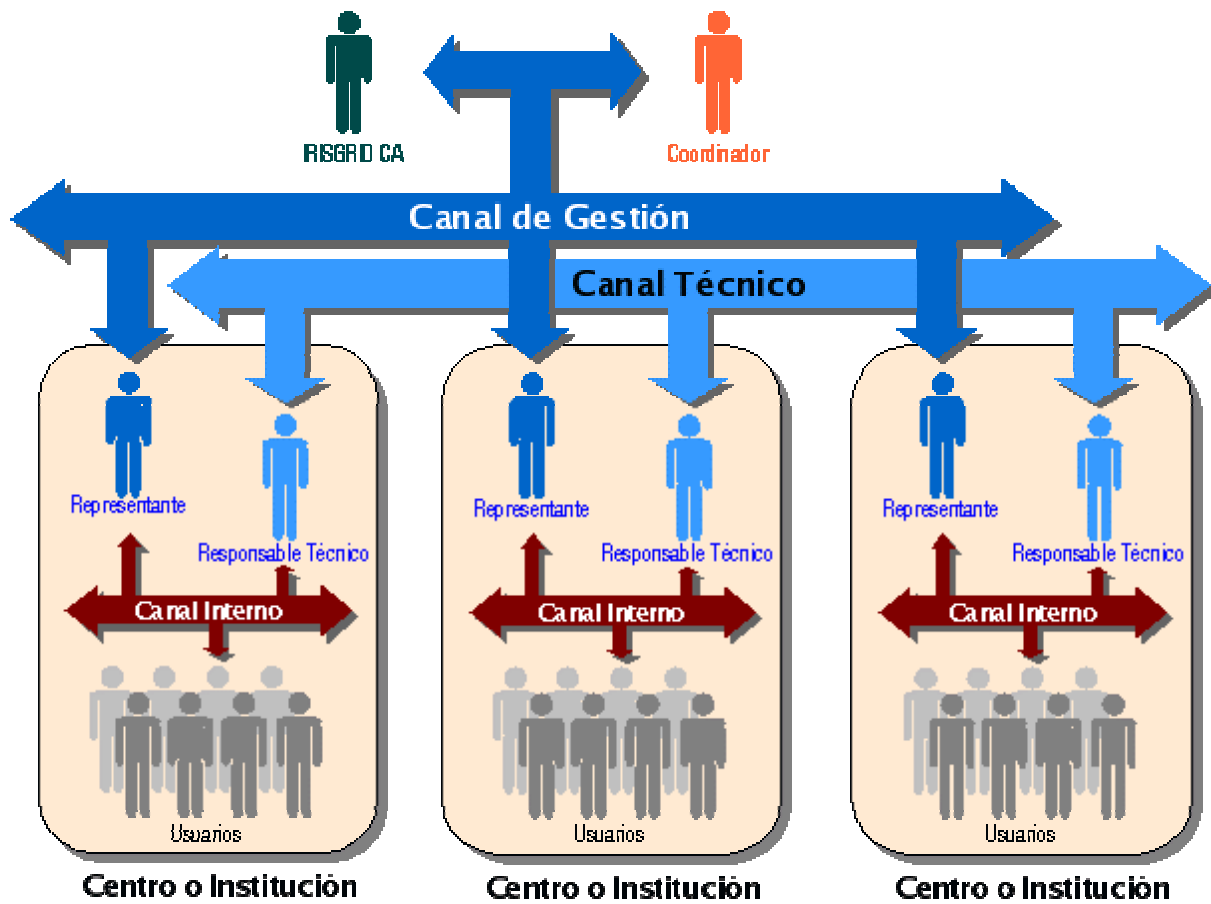 IRISGRID CA
Coordinador
Canal de Gestión
Canal Técnico
Representante
Responsable Técnico
Canal Interno
Usuarios
Centro o Institución
Representante
Responsable Técnico
Canal Interno
Usuarios
Centro o Institución
Representante
Responsable Técnico
Canal Interno
Usuarios
Centro o Institución